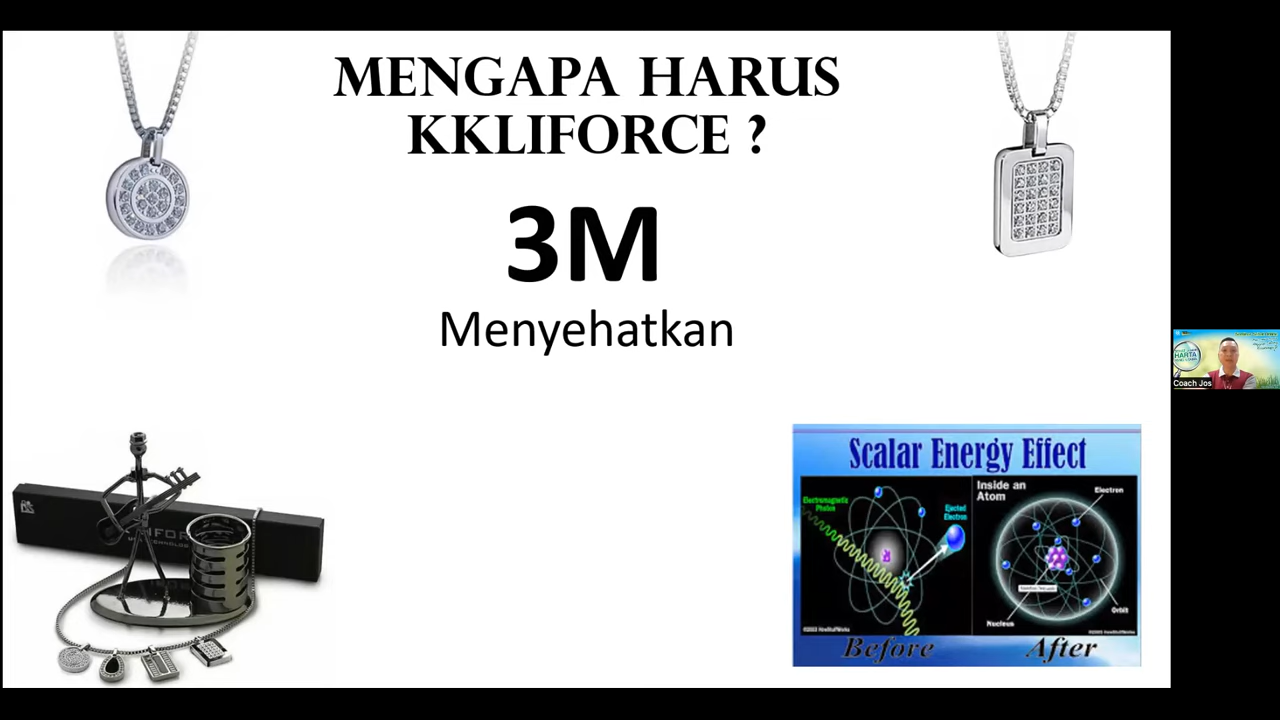 MENGAPA HARUS
KKLIFORCE ?
3M
Menyehatkan
Scalar Energy Effect
Electromagnetic
Photon
Ejected
Electron
Inside an
Atom
Electron
Nucleus
Orbit
Before
After
HARTA
Coach Jos